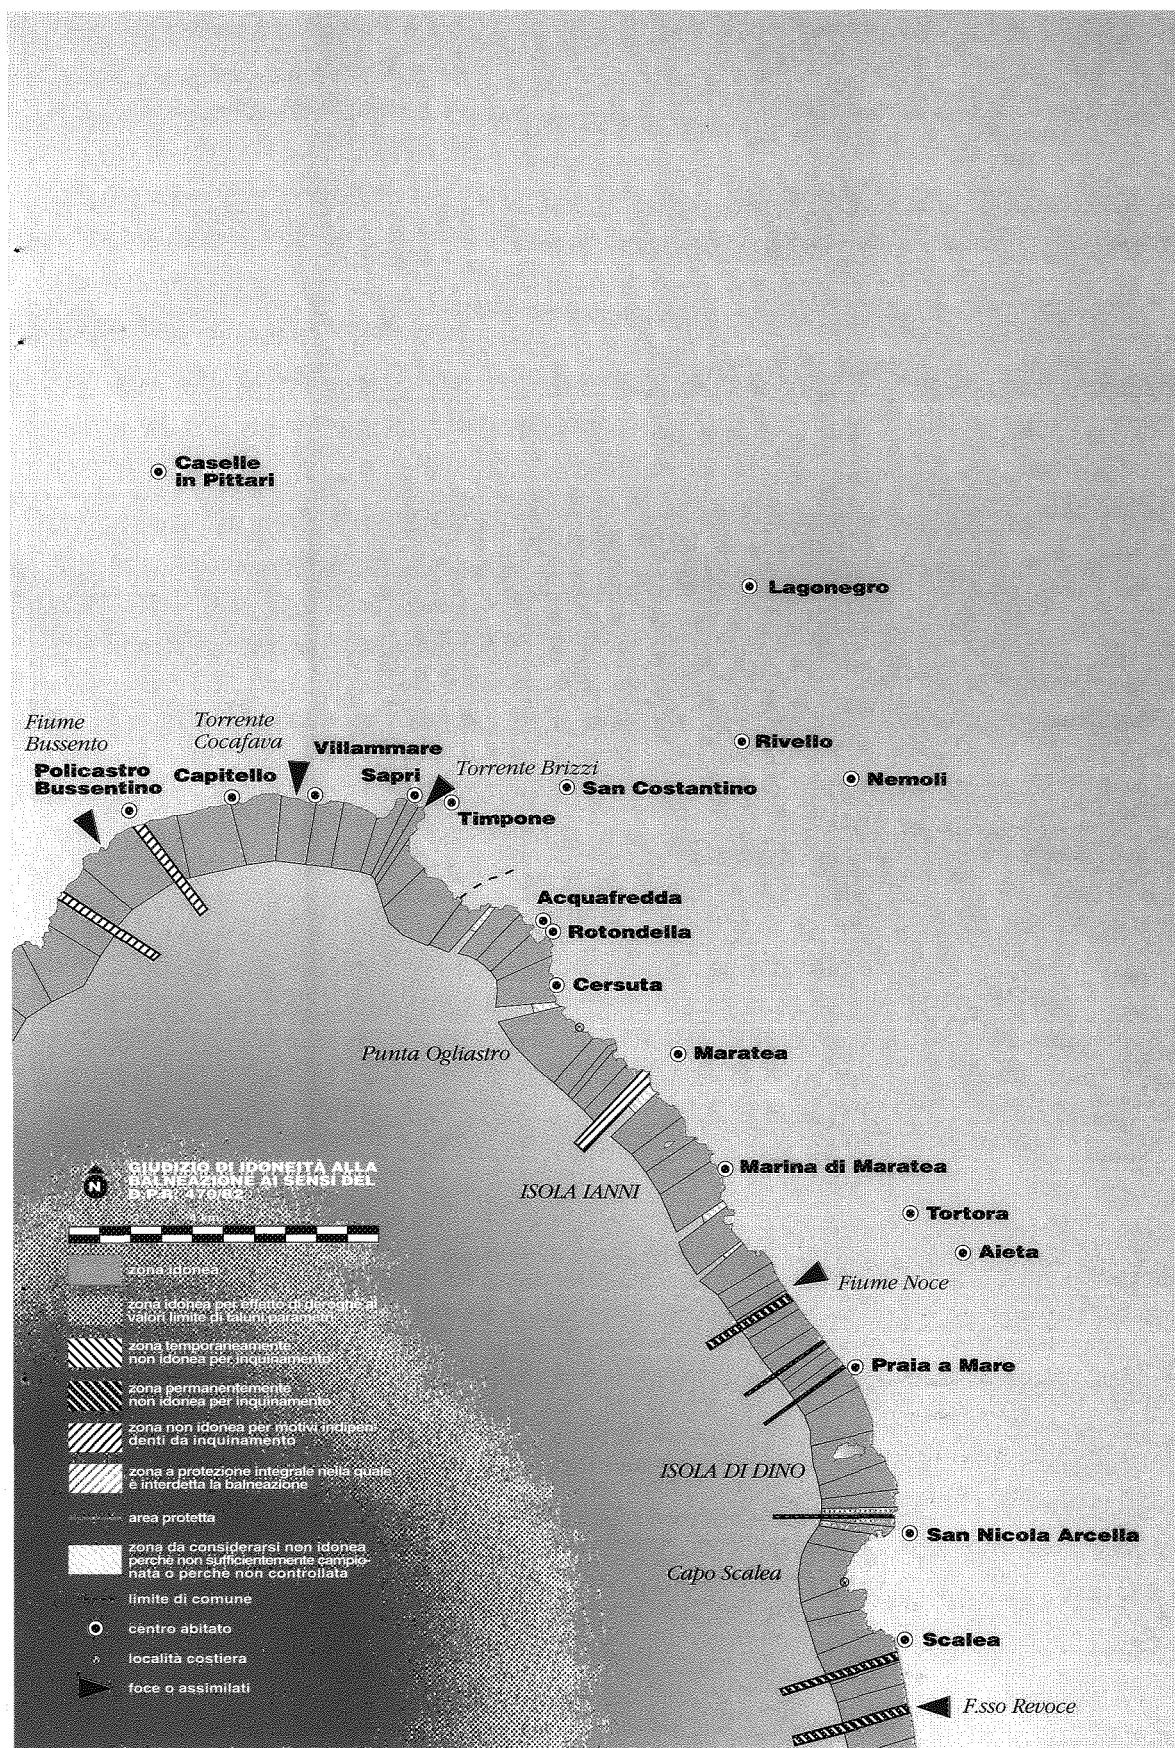 Caselle
in Pittari
Lagonegro
Fiume
Bussento
Torrente
Cocafava
Villammare
Rivello
Policastro
Bussentino
Capitello
Sapri
Torrente Brizzi
San Costantino
Nemoli
Timpone
Acquafredda
Rotondella
Cersuta
Punta Ogliastro
Maratea
Marina di Maratea
ISOLA IANNI
Tortora
Aieta
Fiume Noce
Praia a Mare
ISOLA DI DINO
San Nicola Arcella
Capo Scalea
Scalea
F.sso Revoce
N
GIUDIZIO DI IDONEITÀ ALLA
BALNEAZIONE AI SENSI DEL
D.P.R. 470/82
zona idonea
zona idonea per effetto di deroghe ai
valori limite di taluni parametri
zona temporaneamente
non idonea per inquinamento
zona permanentemente
non idonea per inquinamento
zona non idonea per motivi indipen-
denti da inquinamento
zona a protezione integrale nella quale
è interdetta la balneazione
area protetta
zona da considerarsi non idonea
perchè non sufficientemente campio-
nata o perchè non controllata
limite di comune
centro abitato
località costiera
foce o assimilati